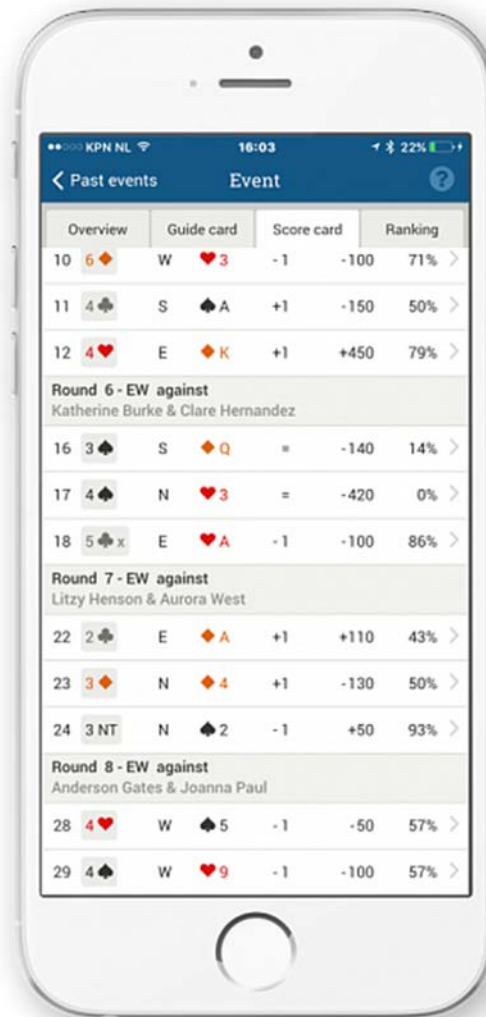 KPN NL 16:03 22%
Past events Event ?
Overview Guide card Score card Ranking
10 6♦ W ♥3 -1 -100 71%
11 4♣ S ♠A +1 -150 50%
12 4♥ E ♦K +1 +450 79%
Round 6 - EW against
Katherine Burke & Clare Hernandez
16 3♠ S ♦Q = -140 14%
17 4♠ N ♥3 = -420 0%
18 5♣x E ♥A -1 -100 86%
Round 7 - EW against
Litzy Henson & Aurora West
22 2♣ E ♦A +1 +110 43%
23 3♦ N ♦4 +1 -130 50%
24 3 NT N ♠2 -1 +50 93%
Round 8 - EW against
Anderson Gates & Joanna Paul
28 4♥ W ♠5 -1 -50 57%
29 4♠ W ♥9 -1 -100 57%